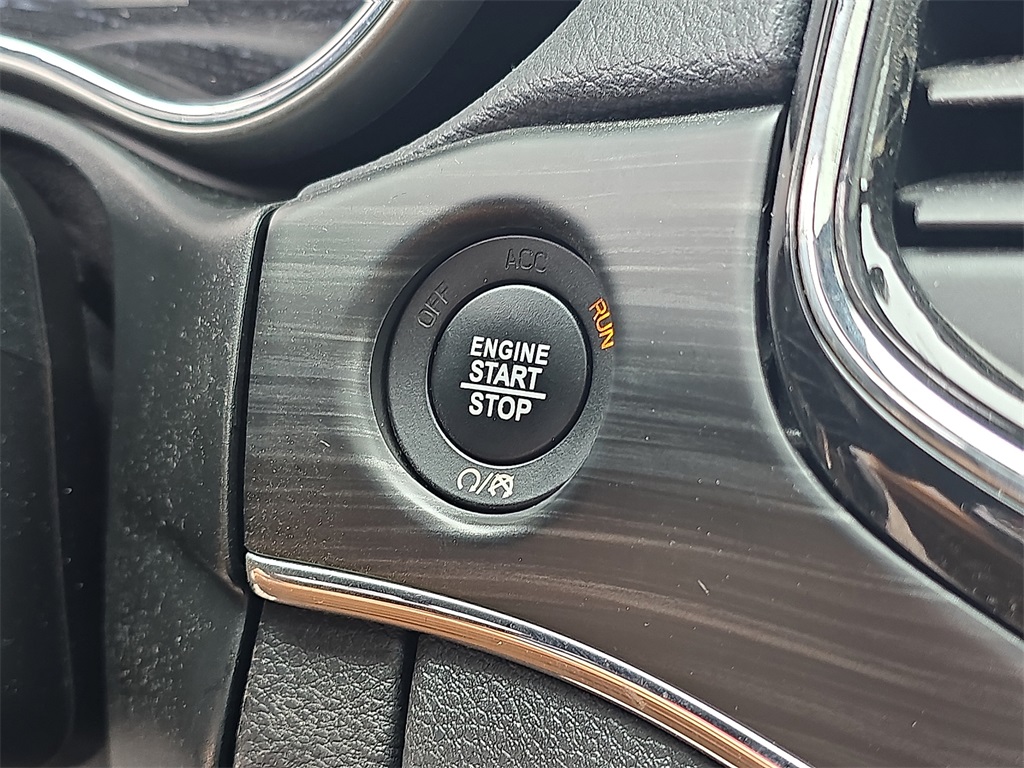 OFF
ACC
RUN
ENGINE
START
STOP